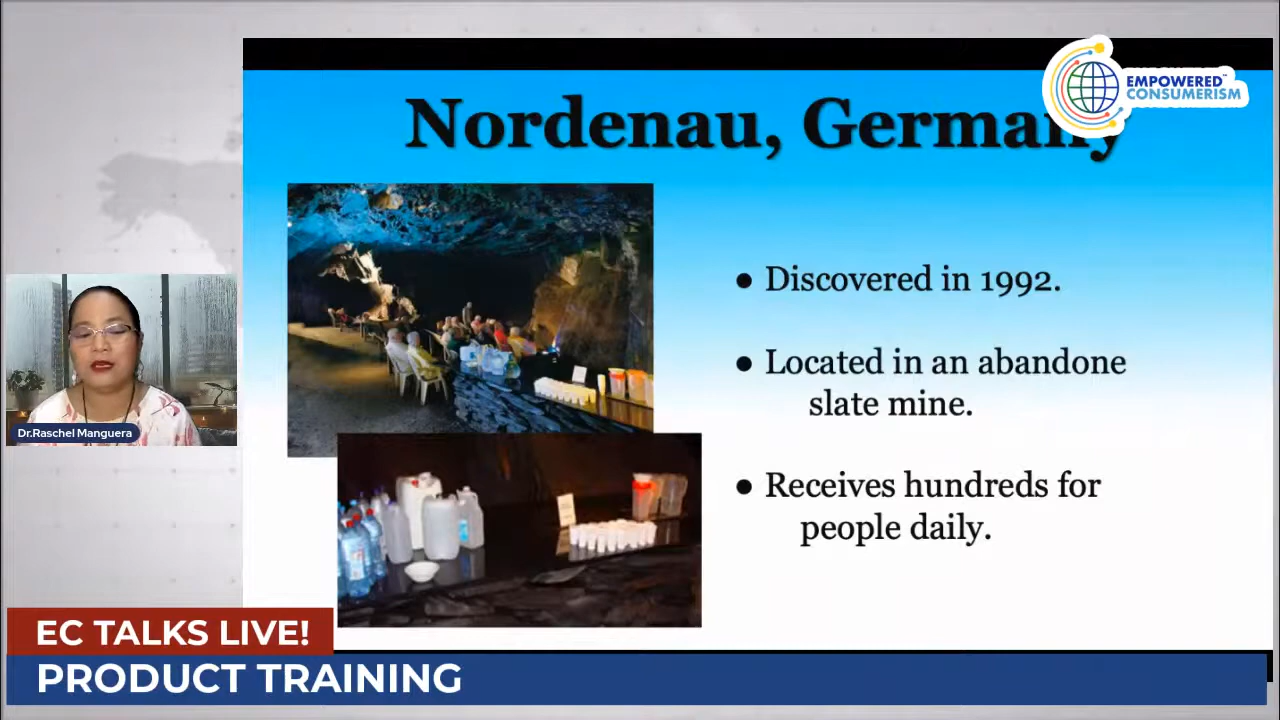 EMPOWERED™
CONSUMERISM
Nordenau, Germany
● Discovered in 1992.
● Located in an abandone
slate mine.
● Receives hundreds for
people daily.
Dr.Raschel Manguera
EC TALKS LIVE!
PRODUCT TRAINING